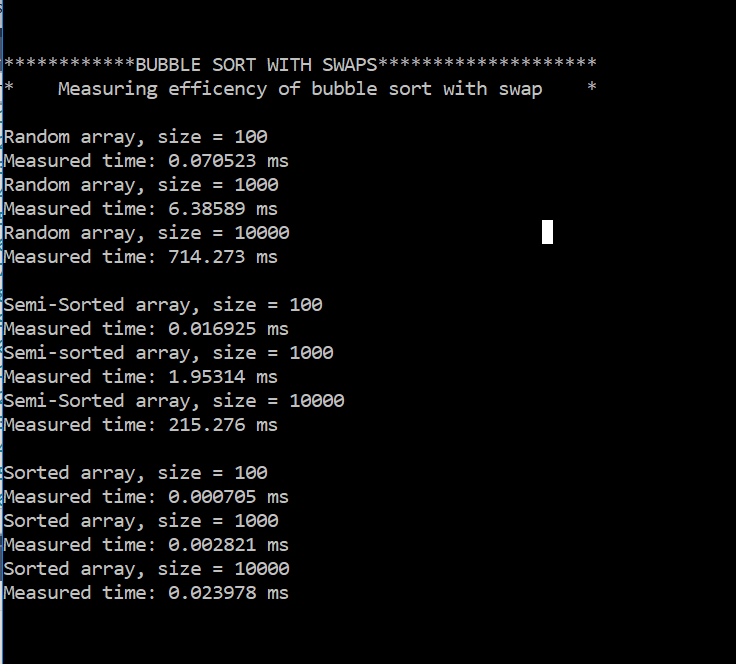 ************BUBBLE SORT WITH SWAPS********************
*    Measuring efficency of bubble sort with swap    *
Random array, size = 100
Measured time: 0.070523 ms
Random array, size = 1000
Measured time: 6.38589 ms
Random array, size = 10000
Measured time: 714.273 ms
Semi-Sorted array, size = 100
Measured time: 0.016925 ms
Semi-sorted array, size = 1000
Measured time: 1.95314 ms
Semi-Sorted array, size = 10000
Measured time: 215.276 ms
Sorted array, size = 100
Measured time: 0.000705 ms
Sorted array, size = 1000
Measured time: 0.002821 ms
Sorted array, size = 10000
Measured time: 0.023978 ms